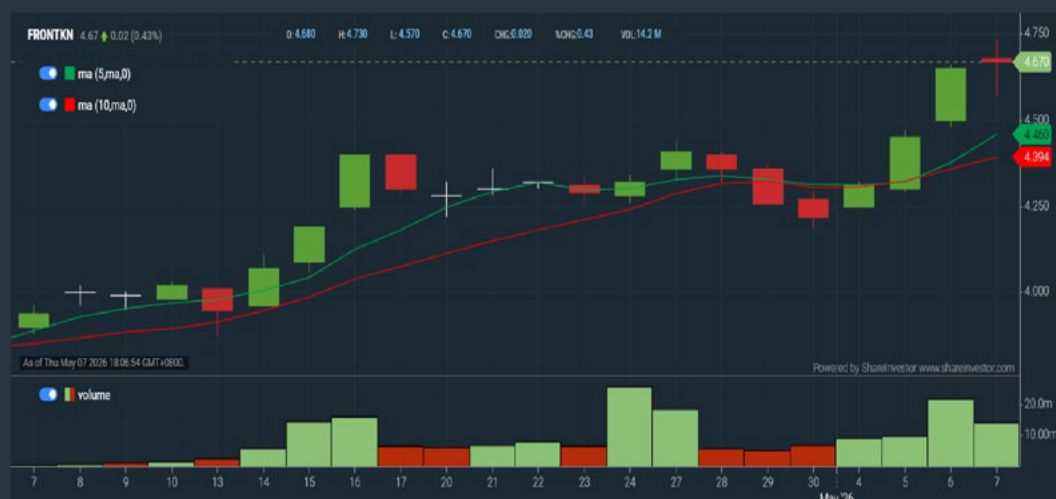 FRONTKN 4.67 0.02 (0.43%) O: 4.680 H: 4.730 L: 4.570 C: 4.670 CHG:0.020 %CHG:0.43 VOL:14.2 M
4.750
4.670
ma (5,ma,0)
ma (10,ma,0)
4.500
4.460
4.394
4.250
4.000
As of Thu May 07 2026 18:06:54 GMT+0800.
Powered by ShareInvestor www.shareinvestor.com
volume
20.0m
10.00m
7 8 9 10 13 14 15 16 17 20 21 22 23 24 27 28 29 30 4 5 6 7
May '26